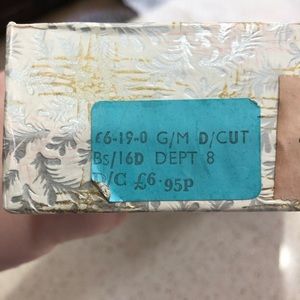 £6-19-0 G/M D/CUT
Bs/16D DEPT 8
D/C £6.95P